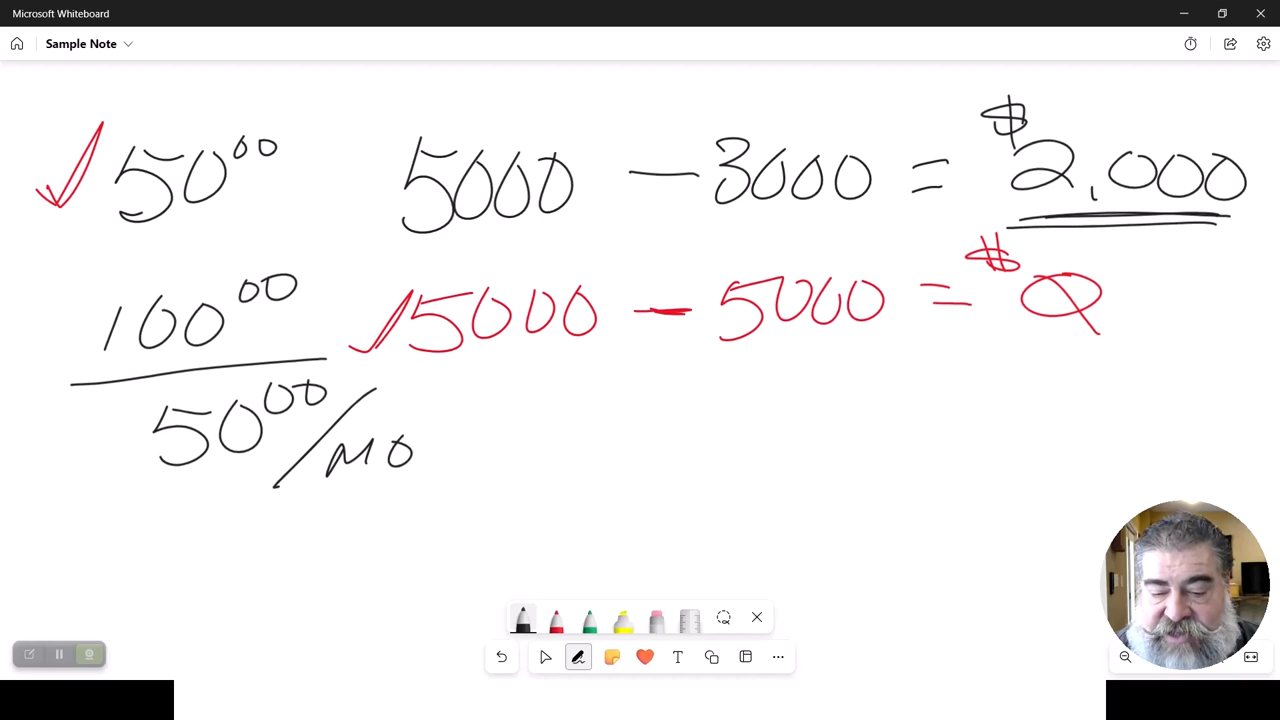 Microsoft Whiteboard
Sample Note
50⁰⁰ 5000 — 3000 = $2,000
100⁰⁰ 5000 — 5000 = $0
50⁰⁰/MO